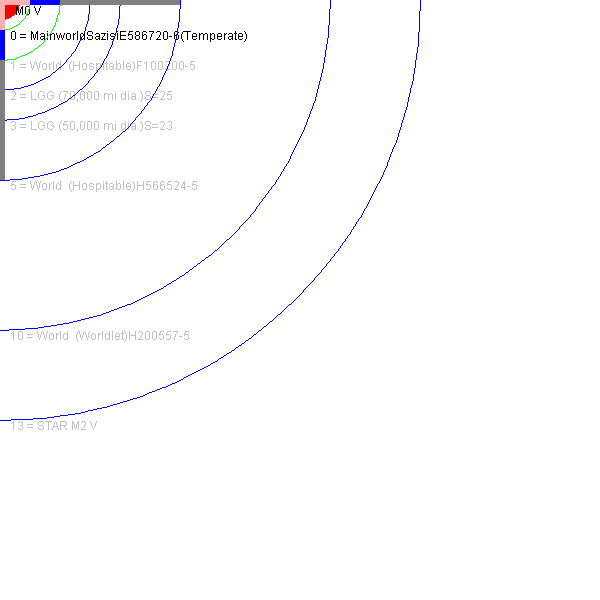 M0 V
0 = MainworldSazisIE586720-6(Temperate)
1 = World (Hospitable)F100200-5
2 = LGG (70,000 mi dia.)S=25
3 = LGG (50,000 mi dia.)S=23
5 = World (Hospitable)H566524-5
10 = World (Worldlet)H200557-5
13 = STAR M2 V